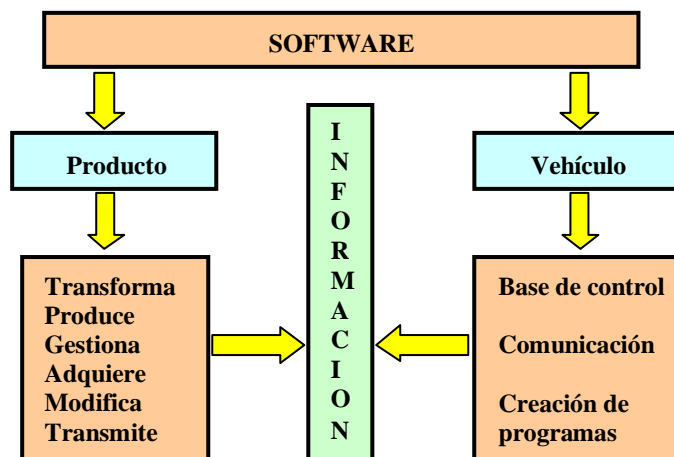 SOFTWARE
Producto
Vehículo
Transforma
Produce
Gestiona
Adquiere
Modifica
Transmite
I
N
F
O
R
M
A
C
I
O
N
Base de control
Comunicación
Creación de
programas